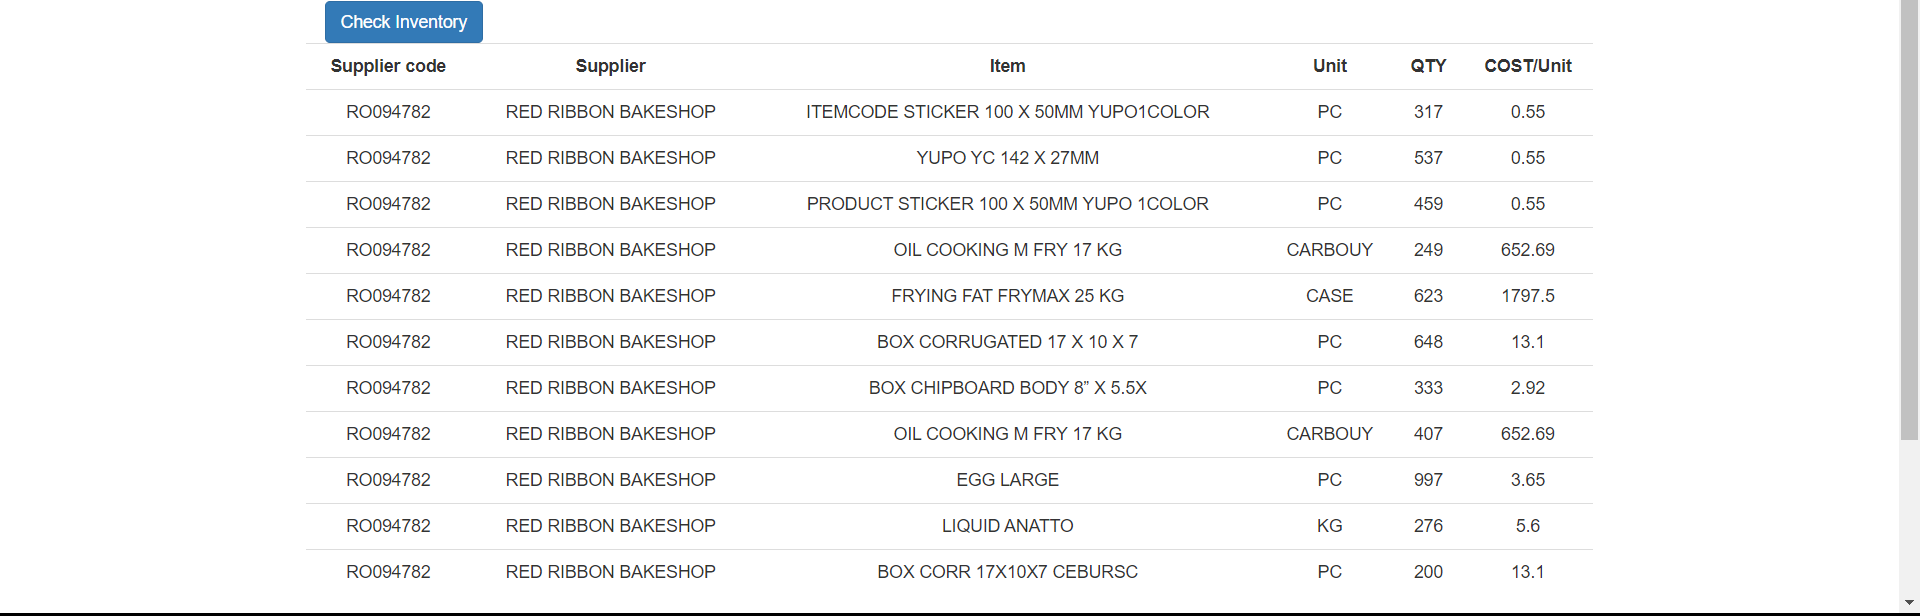 Check Inventory
Supplier code Supplier Item Unit QTY COST/Unit
RO094782 RED RIBBON BAKESHOP ITEMCODE STICKER 100 X 50MM YUPO1COLOR PC 317 0.55
RO094782 RED RIBBON BAKESHOP YUPO YC 142 X 27MM PC 537 0.55
RO094782 RED RIBBON BAKESHOP PRODUCT STICKER 100 X 50MM YUPO 1COLOR PC 459 0.55
RO094782 RED RIBBON BAKESHOP OIL COOKING M FRY 17 KG CARBOUY 249 652.69
RO094782 RED RIBBON BAKESHOP FRYING FAT FRYMAX 25 KG CASE 623 1797.5
RO094782 RED RIBBON BAKESHOP BOX CORRUGATED 17 X 10 X 7 PC 648 13.1
RO094782 RED RIBBON BAKESHOP BOX CHIPBOARD BODY 8” X 5.5X PC 333 2.92
RO094782 RED RIBBON BAKESHOP OIL COOKING M FRY 17 KG CARBOUY 407 652.69
RO094782 RED RIBBON BAKESHOP EGG LARGE PC 997 3.65
RO094782 RED RIBBON BAKESHOP LIQUID ANATTO KG 276 5.6
RO094782 RED RIBBON BAKESHOP BOX CORR 17X10X7 CEBURSC PC 200 13.1